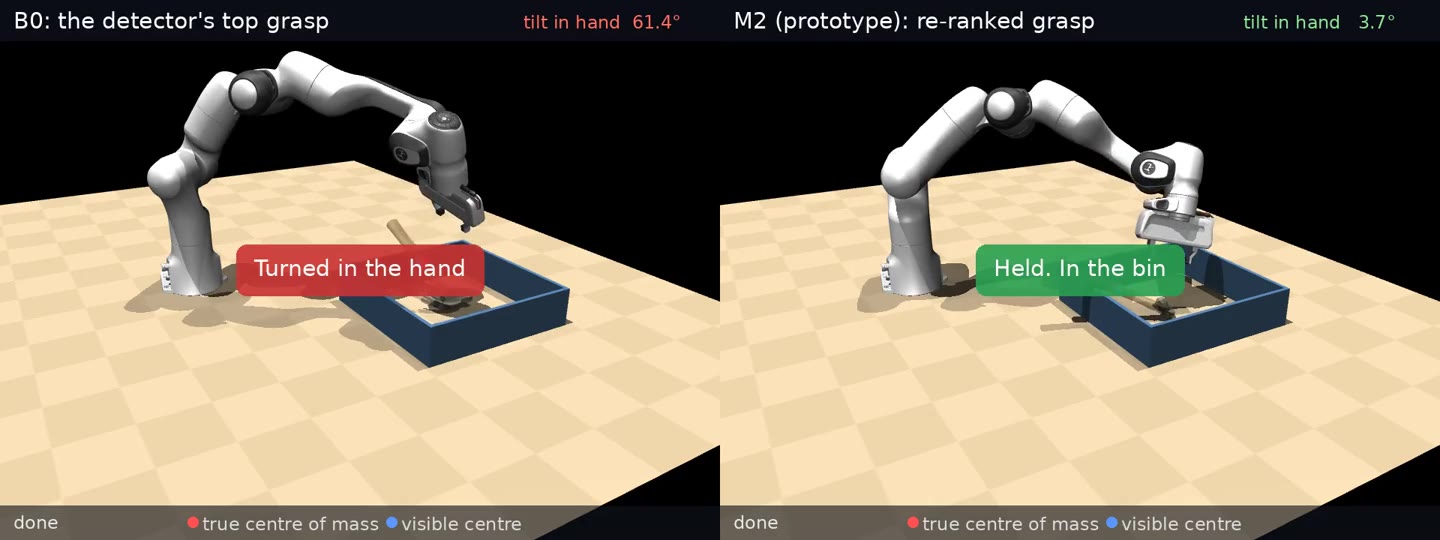 B0: the detector's top grasp
tilt in hand 61.4°
M2 (prototype): re-ranked grasp
tilt in hand 3.7°
Turned in the hand
Held. In the bin
done
true centre of mass
visible centre
done
true centre of mass
visible centre